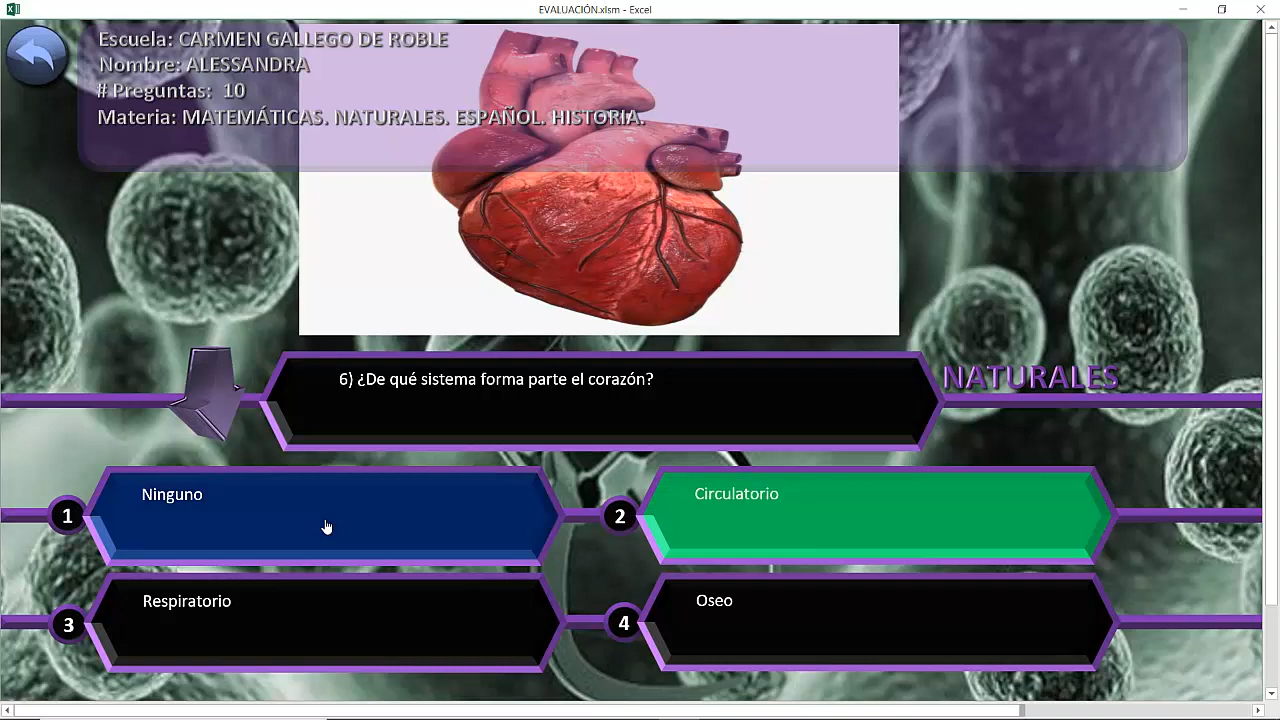 EVALUACIÓN.xlsm - Excel
Escuela: CARMEN GALLEGO DE ROBLE
Nombre: ALESSANDRA
# Preguntas: 10
Materia: MATEMÁTICAS. NATURALES. ESPAÑOL. HISTORIA.
6) ¿De qué sistema forma parte el corazón?
NATURALES
1 Ninguno
2 Circulatorio
3 Respiratorio
4 Oseo